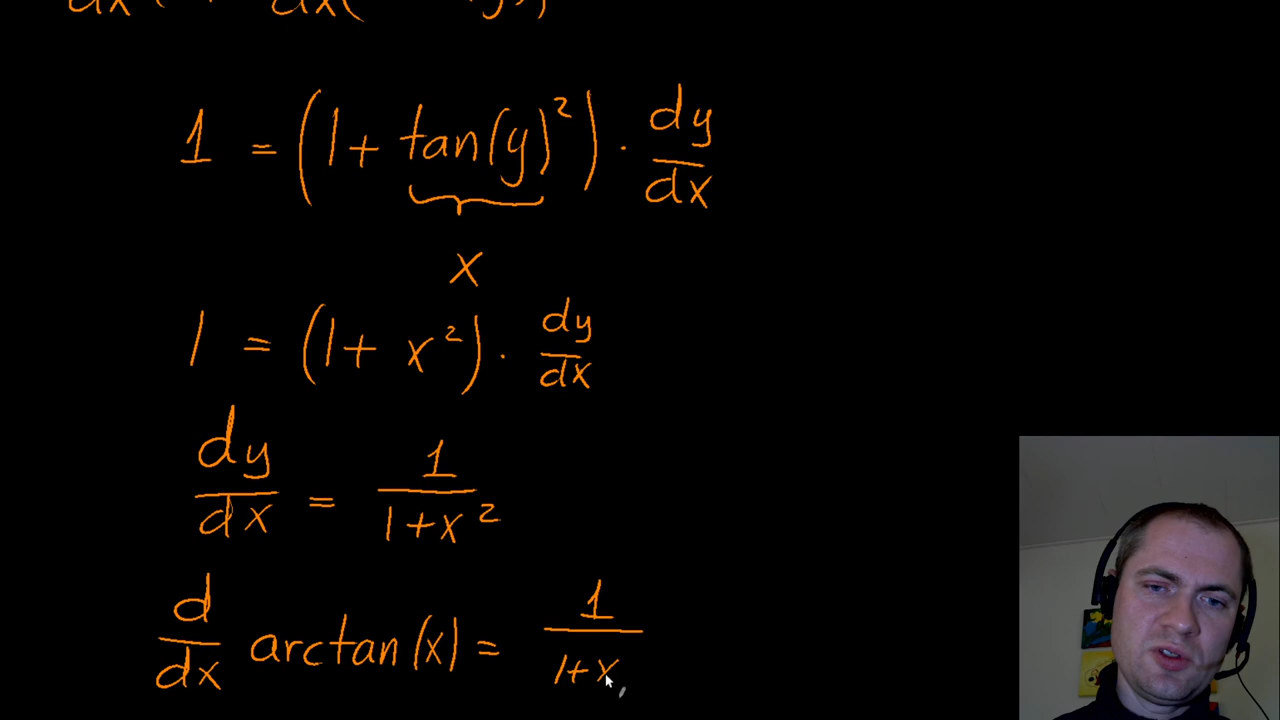 1 = (1 + tan(y)²) · dy/dx
x
1 = (1 + x²) · dy/dx
dy/dx = 1/(1+x²)
d/dx arctan(x) = 1/(1+x